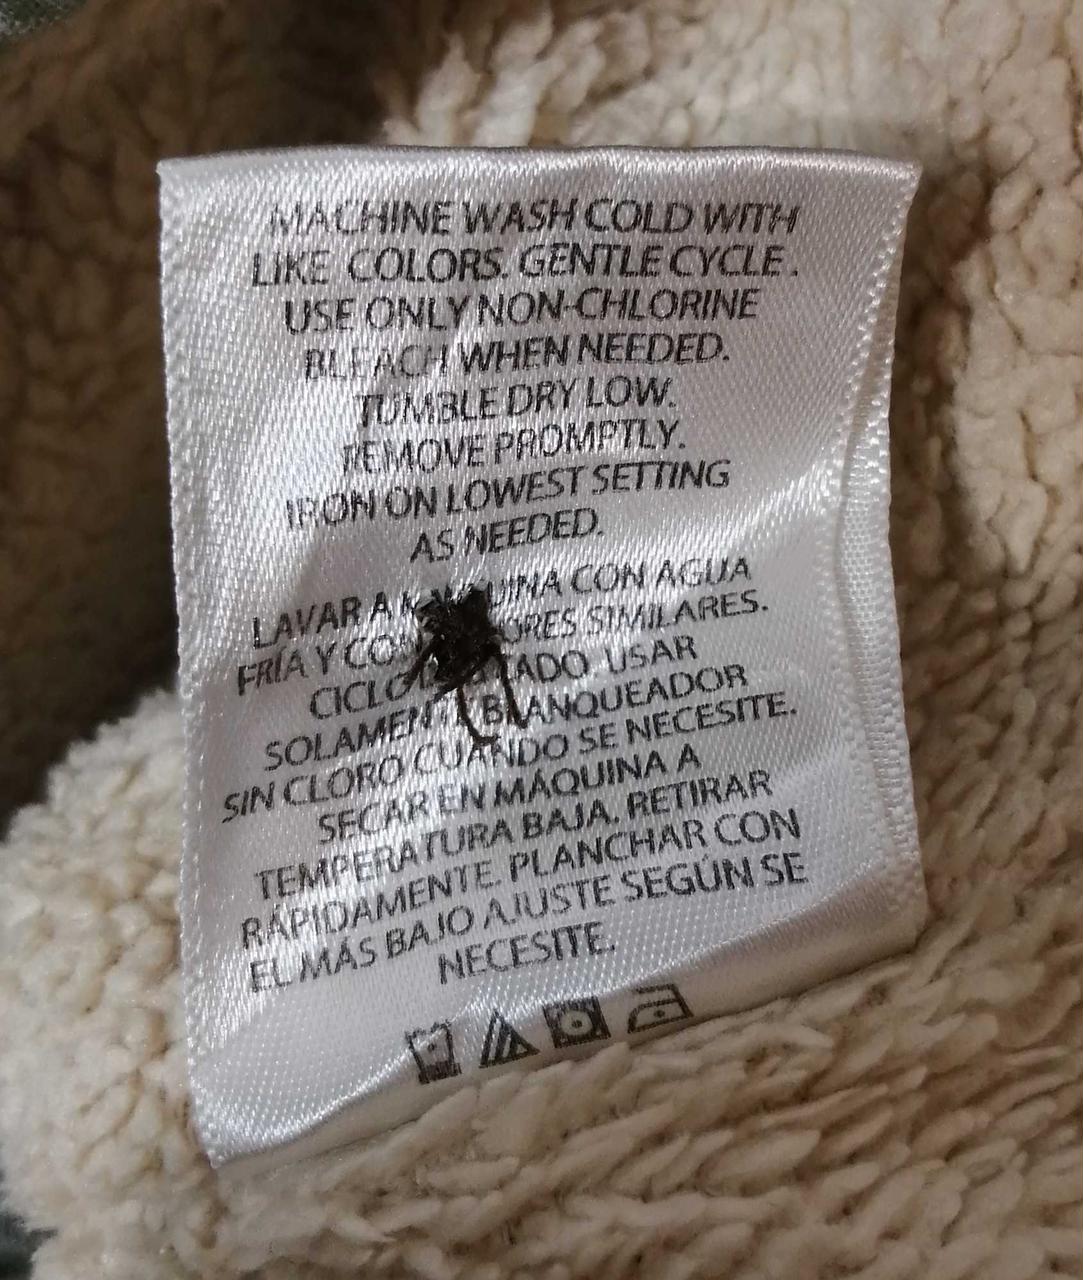 MACHINE WASH COLD WITH
LIKE COLORS. GENTLE CYCLE.
USE ONLY NON-CHLORINE
BLEACH WHEN NEEDED.
TUMBLE DRY LOW.
REMOVE PROMPTLY.
IRON ON LOWEST SETTING
AS NEEDED.
LAVAR A CON AGUA
FRÍA Y SIMILARES.
CICLO USAR
SOLAMENTE BLANQUEADOR
SIN CLORO CUANDO SE NECESITE.
SECAR EN MÁQUINA A
TEMPERATURA BAJA. RETIRAR
RÁPIDAMENTE. PLANCHAR CON
EL MÁS BAJO AJUSTE SEGÚN SE
NECESITE.